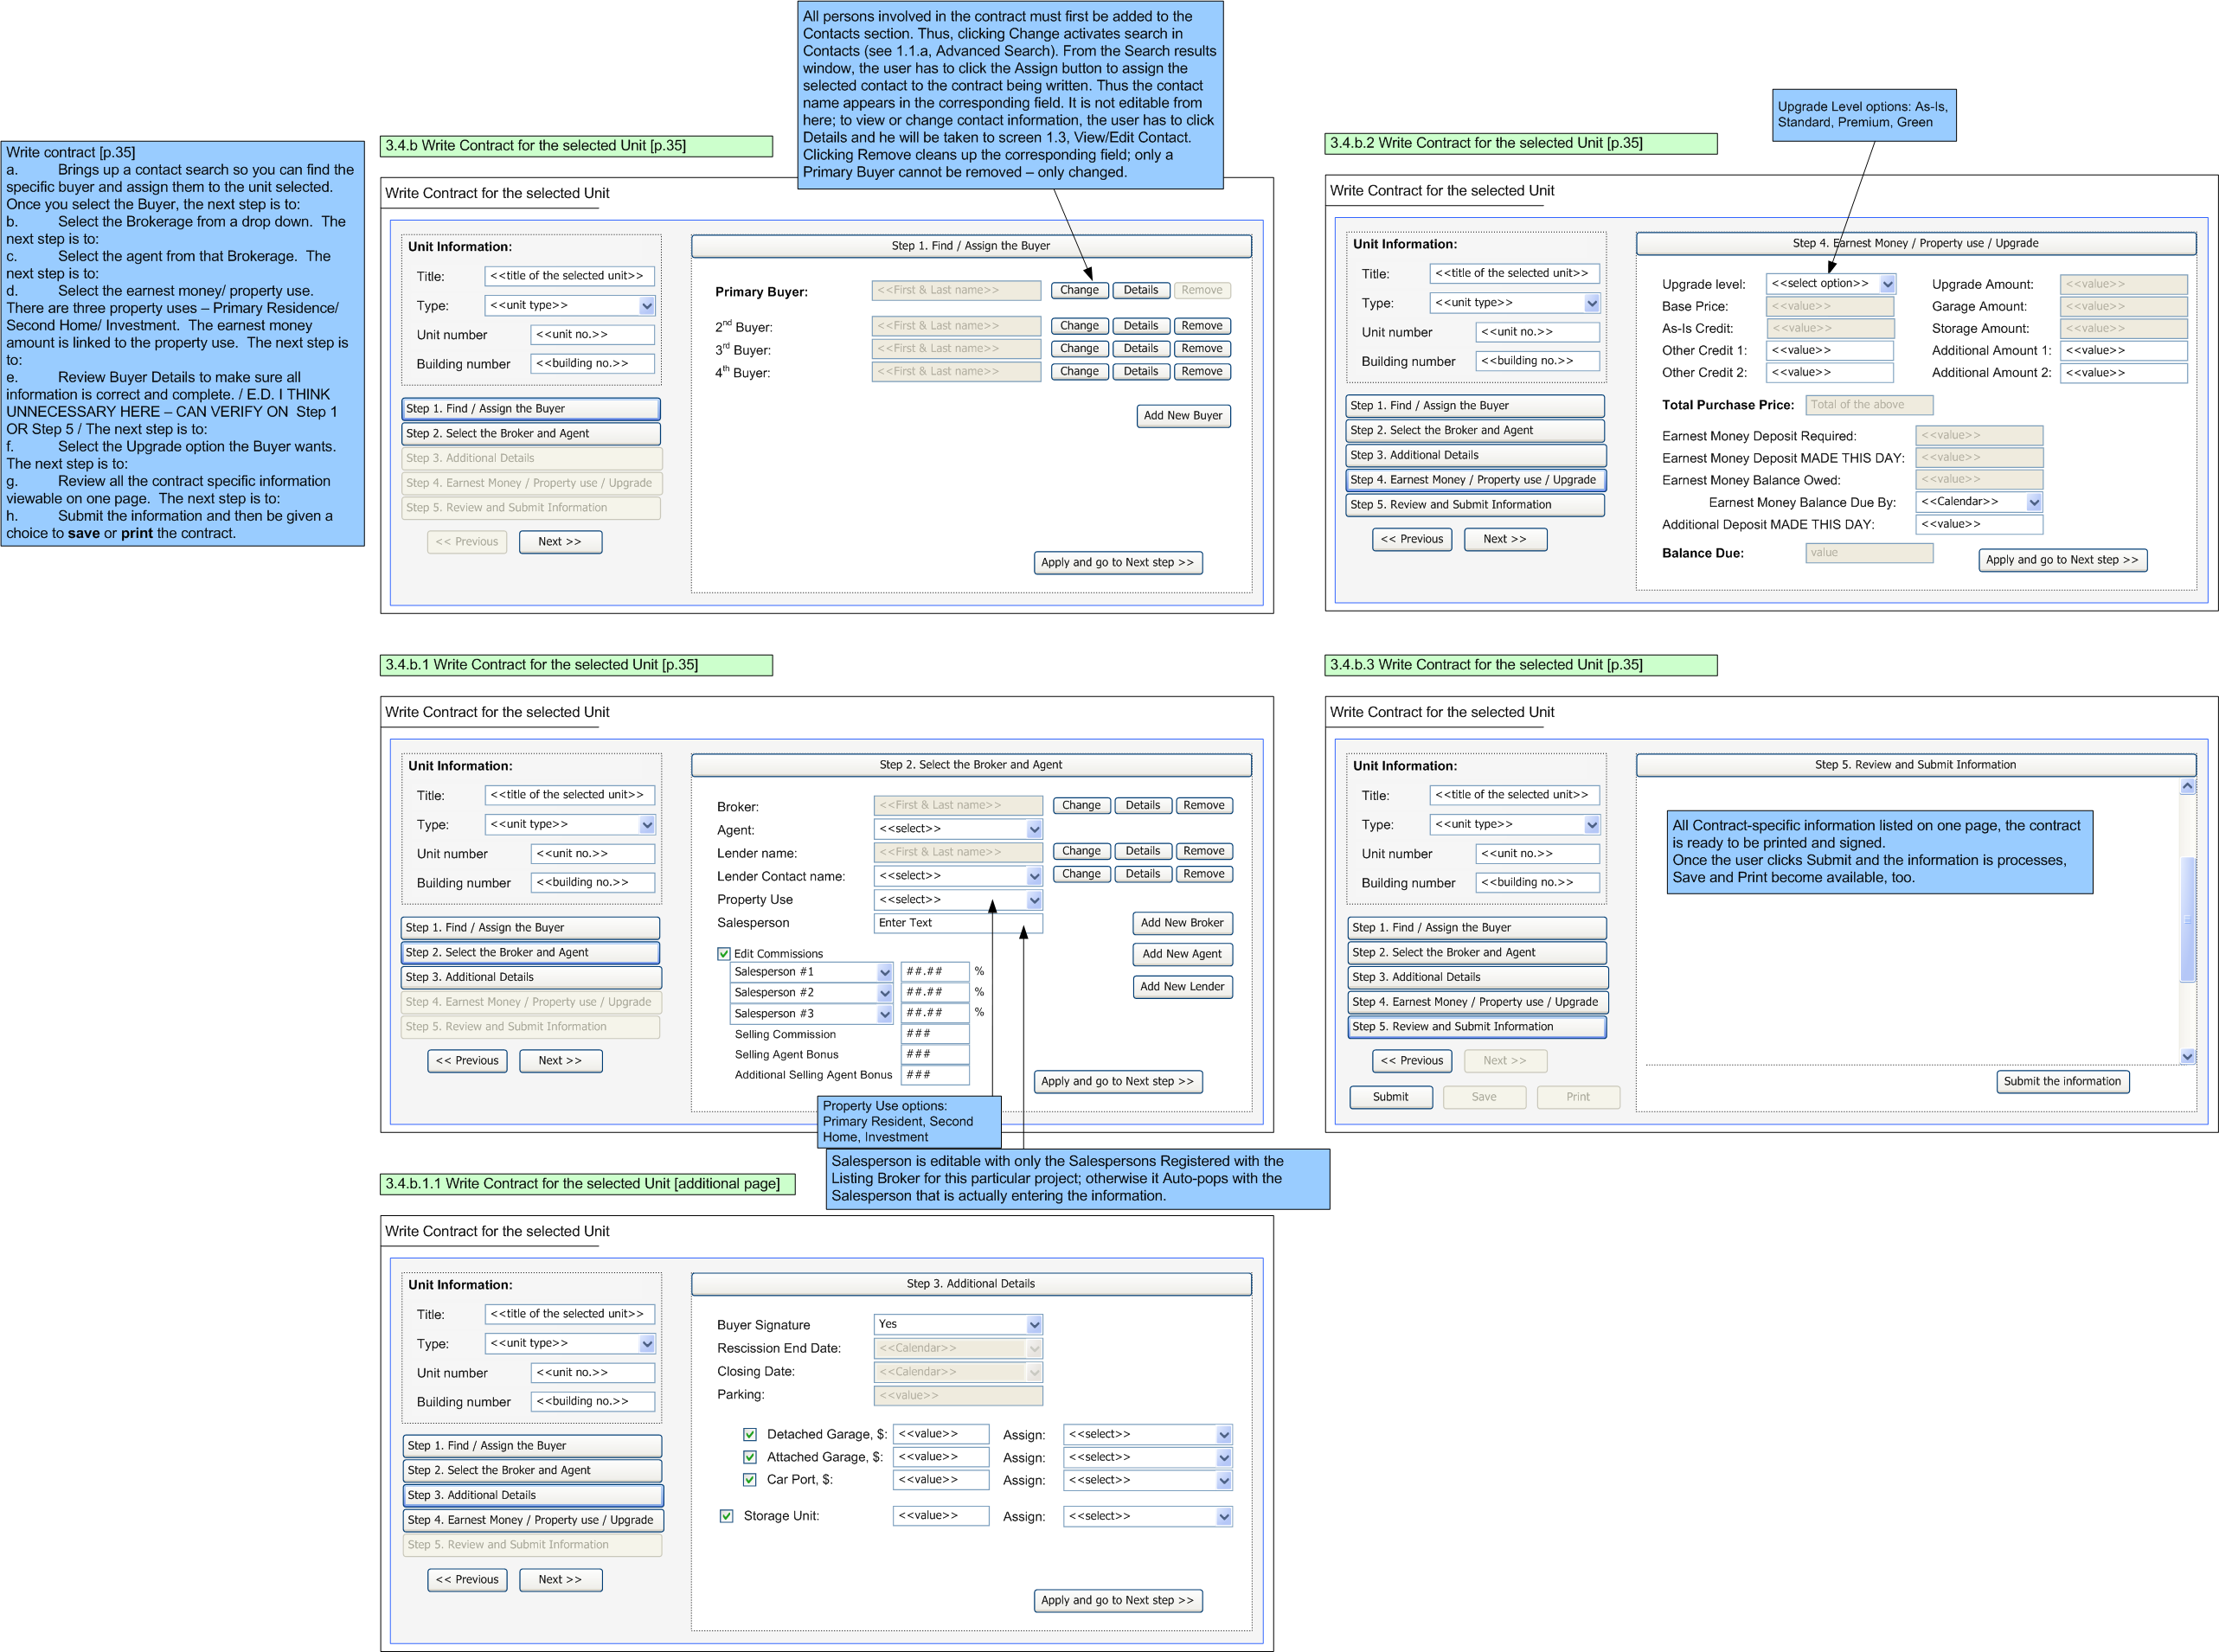 All persons involved in the contract must first be added to the
Contacts section. Thus, clicking Change activates search in
Contacts (see 1.1.a, Advanced Search). From the Search results
window, the user has to click the Assign button to assign the
selected contact to the contract being written. Thus the contact
name appears in the corresponding field. It is not editable from
here; to view or change contact information, the user has to click
Details and he will be taken to screen 1.3, View/Edit Contact.
Clicking Remove cleans up the corresponding field; only a
Primary Buyer cannot be removed – only changed.
Write contract [p.35]
a. Brings up a contact search so you can find the
specific buyer and assign them to the unit selected.
Once you select the Buyer, the next step is to:
b. Select the Brokerage from a drop down. The
next step is to:
c. Select the agent from that Brokerage. The
next step is to:
d. Select the earnest money/ property use.
There are three property uses – Primary Residence/
Second Home/ Investment. The earnest money
amount is linked to the property use. The next step is
to:
e. Review Buyer Details to make sure all
information is correct and complete. / E.D. I THINK
UNNECESSARY HERE – CAN VERIFY ON Step 1
OR Step 5 / The next step is to:
f. Select the Upgrade option the Buyer wants.
The next step is to:
g. Review all the contract specific information
viewable on one page. The next step is to:
h. Submit the information and then be given a
choice to save or print the contract.
3.4.b Write Contract for the selected Unit [p.35]
Write Contract for the selected Unit
Unit Information:
Title: <<title of the selected unit>>
Type: <<unit type>>
Unit number <<unit no.>>
Building number <<building no.>>
Step 1. Find / Assign the Buyer
Step 2. Select the Broker and Agent
Step 3. Additional Details
Step 4. Earnest Money / Property use / Upgrade
Step 5. Review and Submit Information
<< Previous Next >>
Step 1. Find / Assign the Buyer
Primary Buyer: <<First & Last name>> Change Details Remove
2nd Buyer: <<First & Last name>> Change Details Remove
3rd Buyer: <<First & Last name>> Change Details Remove
4th Buyer: <<First & Last name>> Change Details Remove
Add New Buyer
Apply and go to Next step >>
Upgrade Level options: As-Is,
Standard, Premium, Green
3.4.b.2 Write Contract for the selected Unit [p.35]
Write Contract for the selected Unit
Unit Information:
Title: <<title of the selected unit>>
Type: <<unit type>>
Unit number <<unit no.>>
Building number <<building no.>>
Step 1. Find / Assign the Buyer
Step 2. Select the Broker and Agent
Step 3. Additional Details
Step 4. Earnest Money / Property use / Upgrade
Step 5. Review and Submit Information
<< Previous Next >>
Step 4. Earnest Money / Property use / Upgrade
Upgrade level: <<select option>> Upgrade Amount: <<value>>
Base Price: <<value>> Garage Amount: <<value>>
As-Is Credit: <<value>> Storage Amount: <<value>>
Other Credit 1: <<value>> Additional Amount 1: <<value>>
Other Credit 2: <<value>> Additional Amount 2: <<value>>
Total Purchase Price: Total of the above
Earnest Money Deposit Required: <<value>>
Earnest Money Deposit MADE THIS DAY: <<value>>
Earnest Money Balance Owed: <<value>>
Earnest Money Balance Due By: <<Calendar>>
Additional Deposit MADE THIS DAY: <<value>>
Balance Due: value
Apply and go to Next step >>
3.4.b.1 Write Contract for the selected Unit [p.35]
Write Contract for the selected Unit
Unit Information:
Title: <<title of the selected unit>>
Type: <<unit type>>
Unit number <<unit no.>>
Building number <<building no.>>
Step 1. Find / Assign the Buyer
Step 2. Select the Broker and Agent
Step 3. Additional Details
Step 4. Earnest Money / Property use / Upgrade
Step 5. Review and Submit Information
<< Previous Next >>
Step 2. Select the Broker and Agent
Broker: <<First & Last name>> Change Details Remove
Agent: <<select>>
Lender name: <<First & Last name>> Change Details Remove
Lender Contact name: <<select>> Change Details Remove
Property Use <<select>>
Salesperson Enter Text
Add New Broker
Edit Commissions
Add New Agent
Salesperson #1 ##.## %
Salesperson #2 ##.## %
Add New Lender
Salesperson #3 ##.## %
Selling Commission ###
Selling Agent Bonus ###
Additional Selling Agent Bonus ###
Apply and go to Next step >>
Property Use options:
Primary Resident, Second
Home, Investment
Salesperson is editable with only the Salespersons Registered with the
Listing Broker for this particular project; otherwise it Auto-pops with the
Salesperson that is actually entering the information.
3.4.b.3 Write Contract for the selected Unit [p.35]
Write Contract for the selected Unit
Unit Information:
Title: <<title of the selected unit>>
Type: <<unit type>>
Unit number <<unit no.>>
Building number <<building no.>>
Step 1. Find / Assign the Buyer
Step 2. Select the Broker and Agent
Step 3. Additional Details
Step 4. Earnest Money / Property use / Upgrade
Step 5. Review and Submit Information
<< Previous Next >>
Submit Save Print
Step 5. Review and Submit Information
All Contract-specific information listed on one page, the contract
is ready to be printed and signed.
Once the user clicks Submit and the information is processes,
Save and Print become available, too.
Submit the information
3.4.b.1.1 Write Contract for the selected Unit [additional page]
Write Contract for the selected Unit
Unit Information:
Title: <<title of the selected unit>>
Type: <<unit type>>
Unit number <<unit no.>>
Building number <<building no.>>
Step 1. Find / Assign the Buyer
Step 2. Select the Broker and Agent
Step 3. Additional Details
Step 4. Earnest Money / Property use / Upgrade
Step 5. Review and Submit Information
<< Previous Next >>
Step 3. Additional Details
Buyer Signature Yes
Rescission End Date: <<Calendar>>
Closing Date: <<Calendar>>
Parking: <<value>>
Detached Garage, $: <<value>> Assign: <<select>>
Attached Garage, $: <<value>> Assign: <<select>>
Car Port, $: <<value>> Assign: <<select>>
Storage Unit: <<value>> Assign: <<select>>
Apply and go to Next step >>